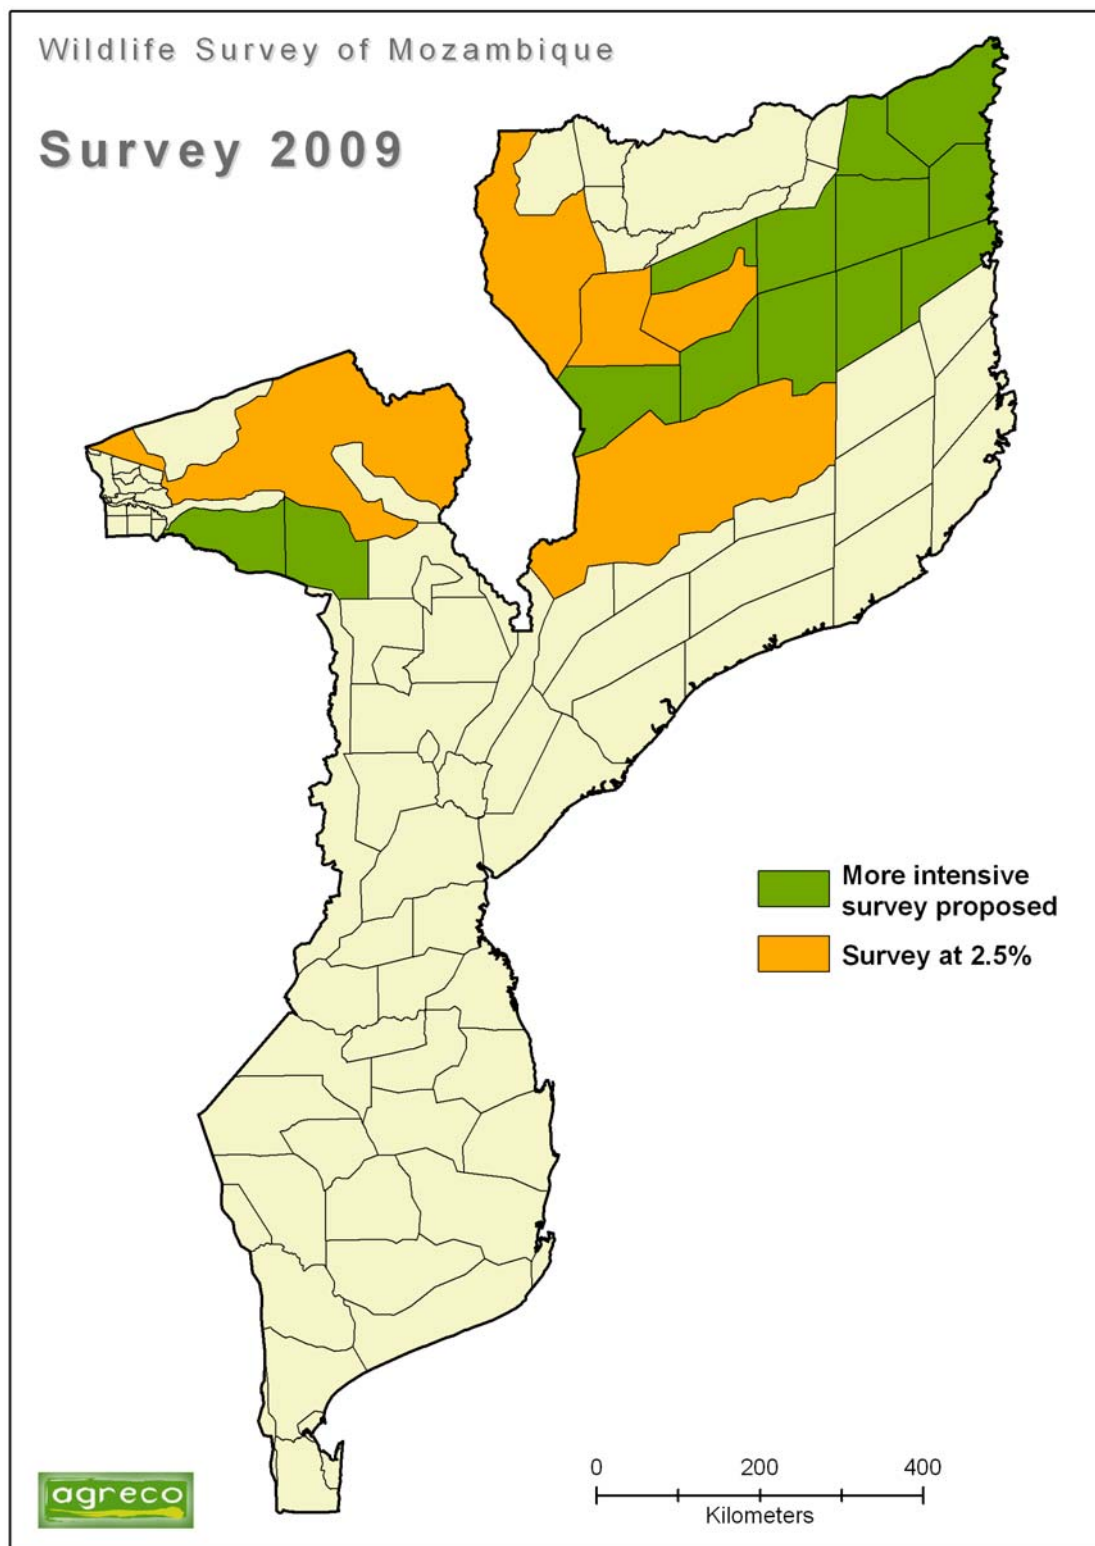 Wildlife Survey of Mozambique
Survey 2009
More intensive
survey proposed
Survey at 2.5%
agreco
0 200 400
Kilometers